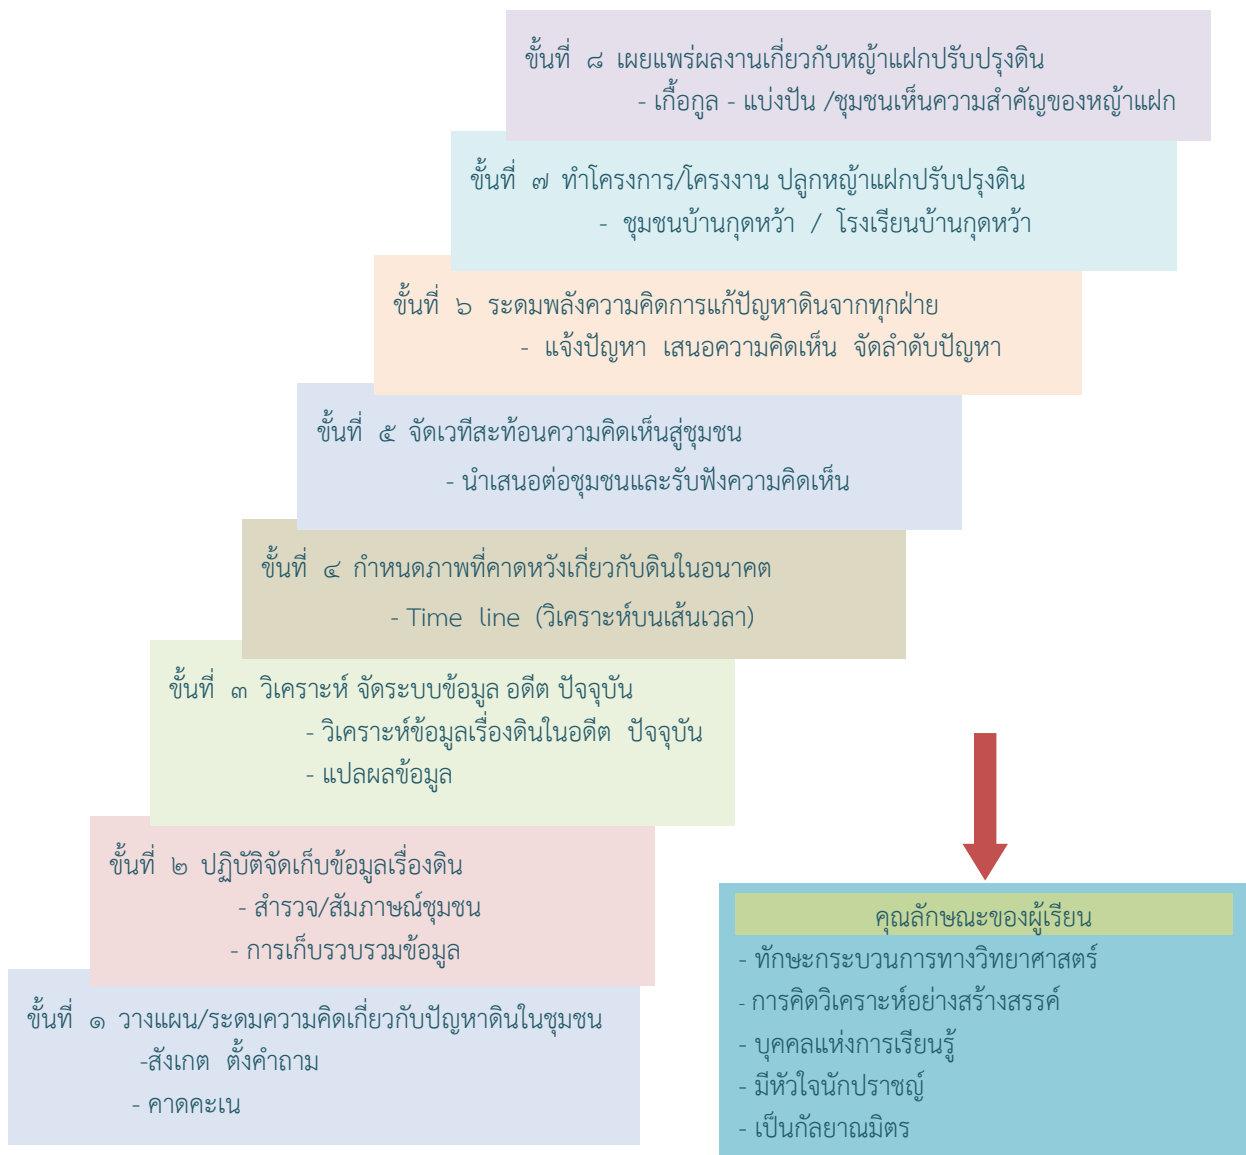 ขั้นที่ ๘ เผยแพร่ผลงานเกี่ยวกับหญ้าแฝกปรับปรุงดิน
- เกื้อกูล - แบ่งปัน /ชุมชนเห็นความสำคัญของหญ้าแฝก
ขั้นที่ ๗ ทำโครงการ/โครงงาน ปลูกหญ้าแฝกปรับปรุงดิน
- ชุมชนบ้านกุดหว้า / โรงเรียนบ้านกุดหว้า
ขั้นที่ ๖ ระดมพลังความคิดการแก้ปัญหาดินจากทุกฝ่าย
- แจ้งปัญหา เสนอความคิดเห็น จัดลำดับปัญหา
ขั้นที่ ๕ จัดเวทีสะท้อนความคิดเห็นสู่ชุมชน
- นำเสนอต่อชุมชนและรับฟังความคิดเห็น
ขั้นที่ ๔ กำหนดภาพที่คาดหวังเกี่ยวกับดินในอนาคต
- Time line (วิเคราะห์บนเส้นเวลา)
ขั้นที่ ๓ วิเคราะห์ จัดระบบข้อมูล อดีต ปัจจุบัน
- วิเคราะห์ข้อมูลเรื่องดินในอดีต ปัจจุบัน
- แปลผลข้อมูล
ขั้นที่ ๒ ปฏิบัติจัดเก็บข้อมูลเรื่องดิน
- สำรวจ/สัมภาษณ์ชุมชน
- การเก็บรวบรวมข้อมูล
ขั้นที่ ๑ วางแผน/ระดมความคิดเกี่ยวกับปัญหาดินในชุมชน
-สังเกต ตั้งคำถาม
- คาดคะเน
คุณลักษณะของผู้เรียน
- ทักษะกระบวนการทางวิทยาศาสตร์
- การคิดวิเคราะห์อย่างสร้างสรรค์
- บุคคลแห่งการเรียนรู้
- มีหัวใจนักปราชญ์
- เป็นกัลยาณมิตร